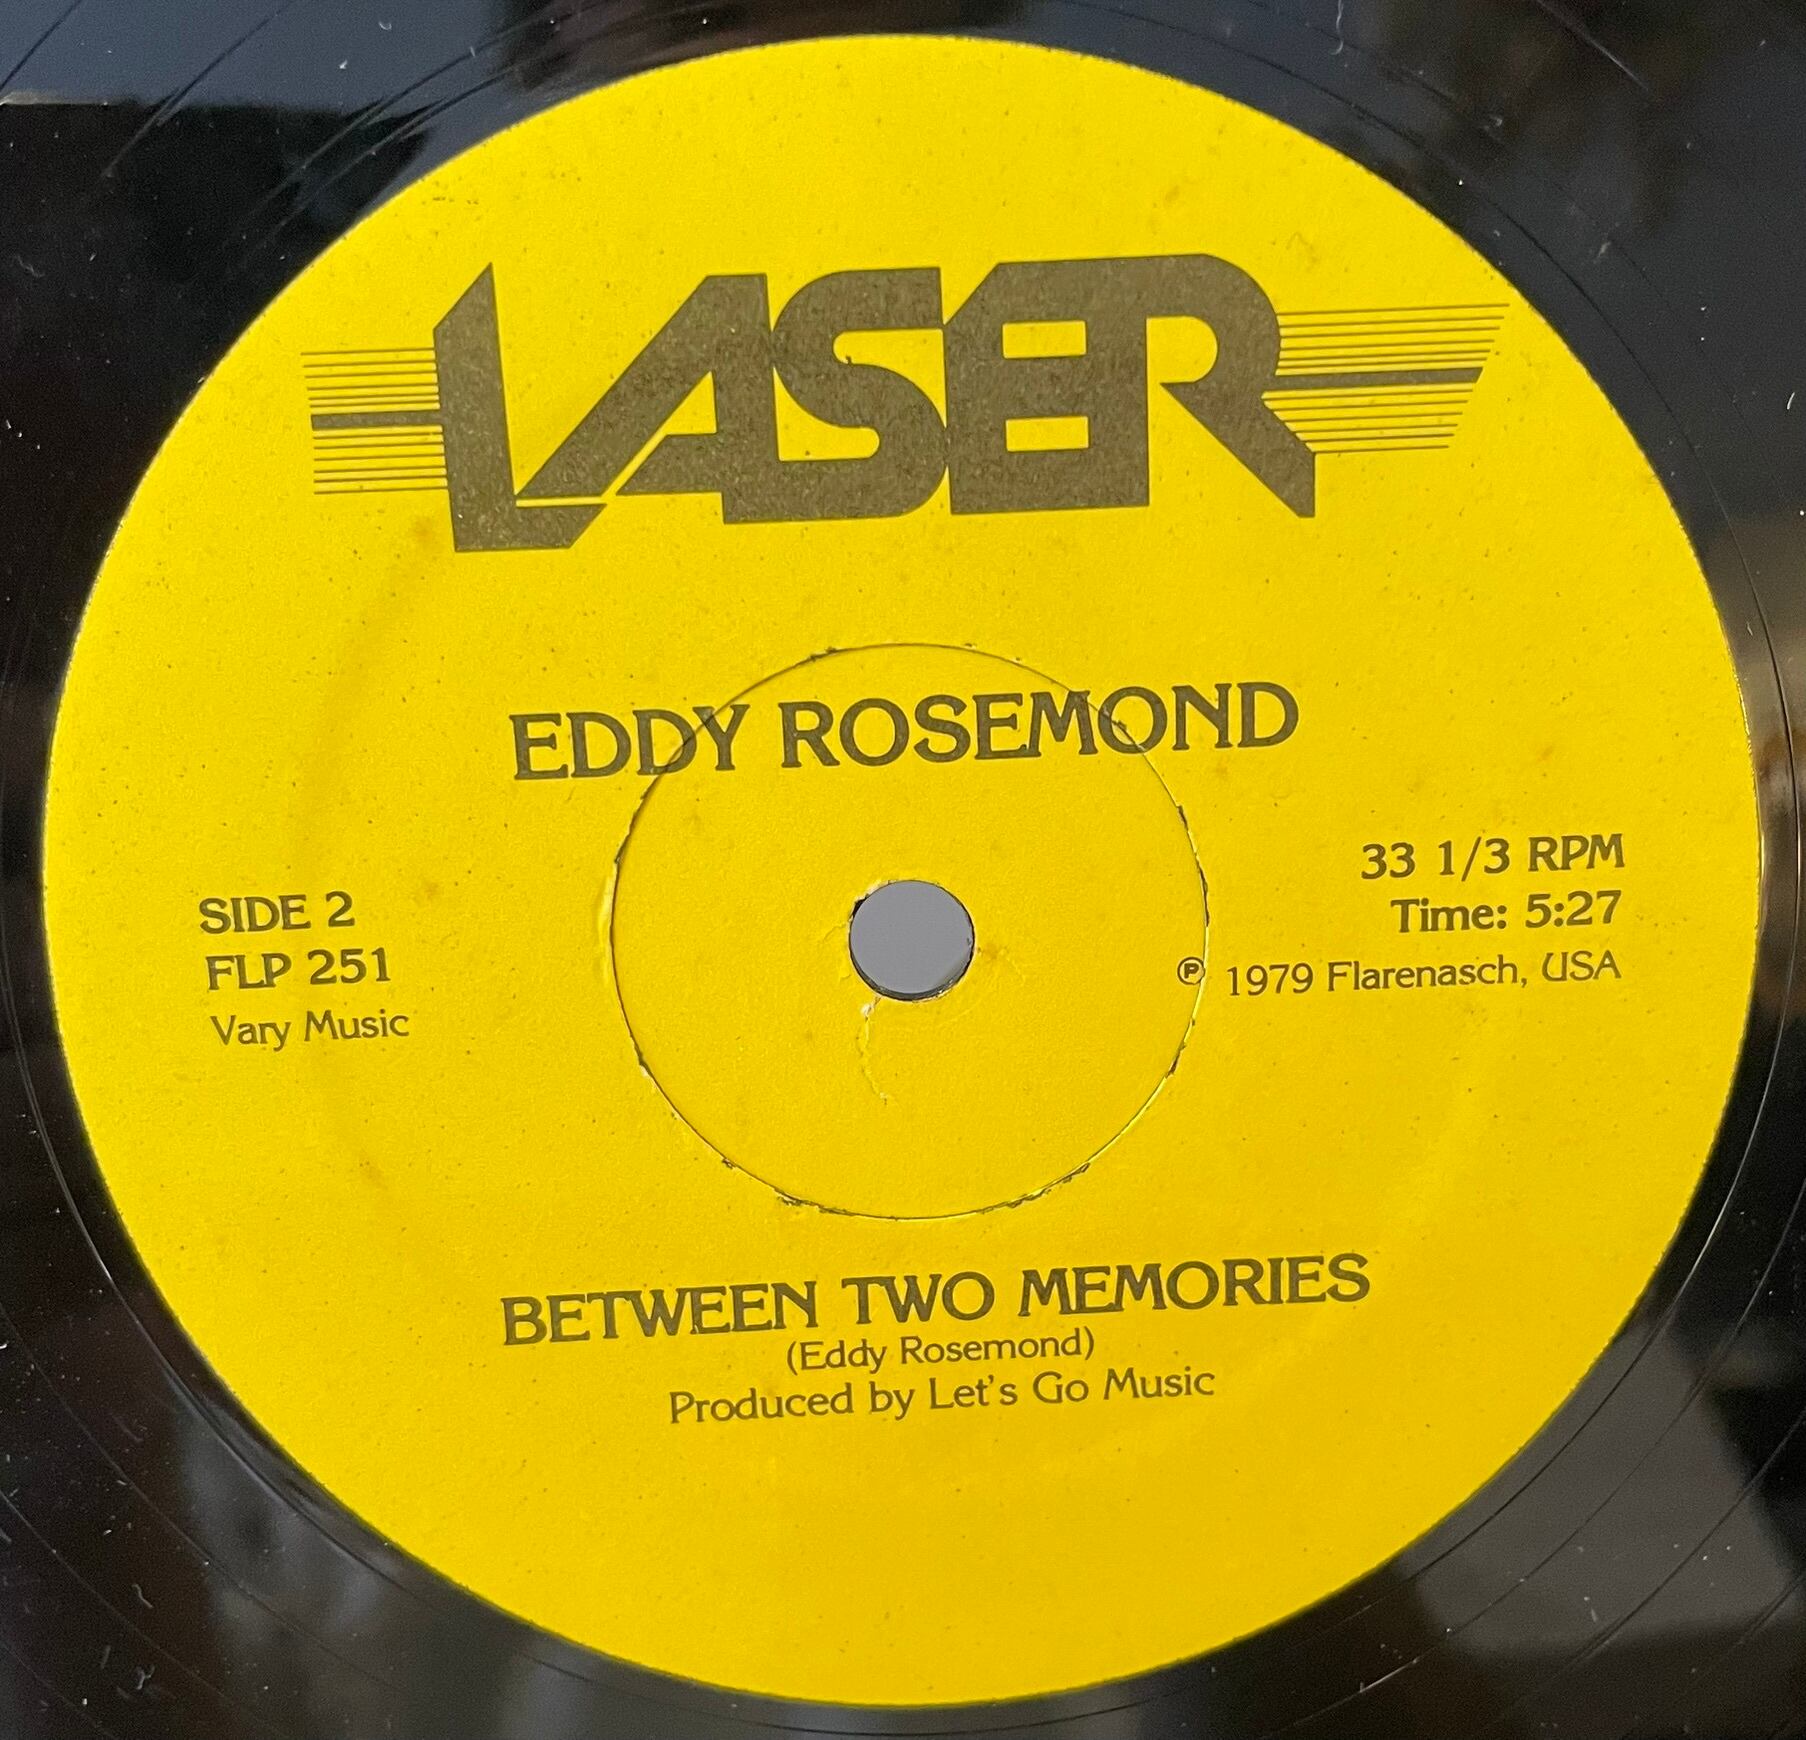 LASER
EDDY ROSEMOND
SIDE 2
FLP 251
Vary Music
33 1/3 RPM
Time: 5:27
℗ 1979 Flarenasch, USA
BETWEEN TWO MEMORIES
(Eddy Rosemond)
Produced by Let's Go Music